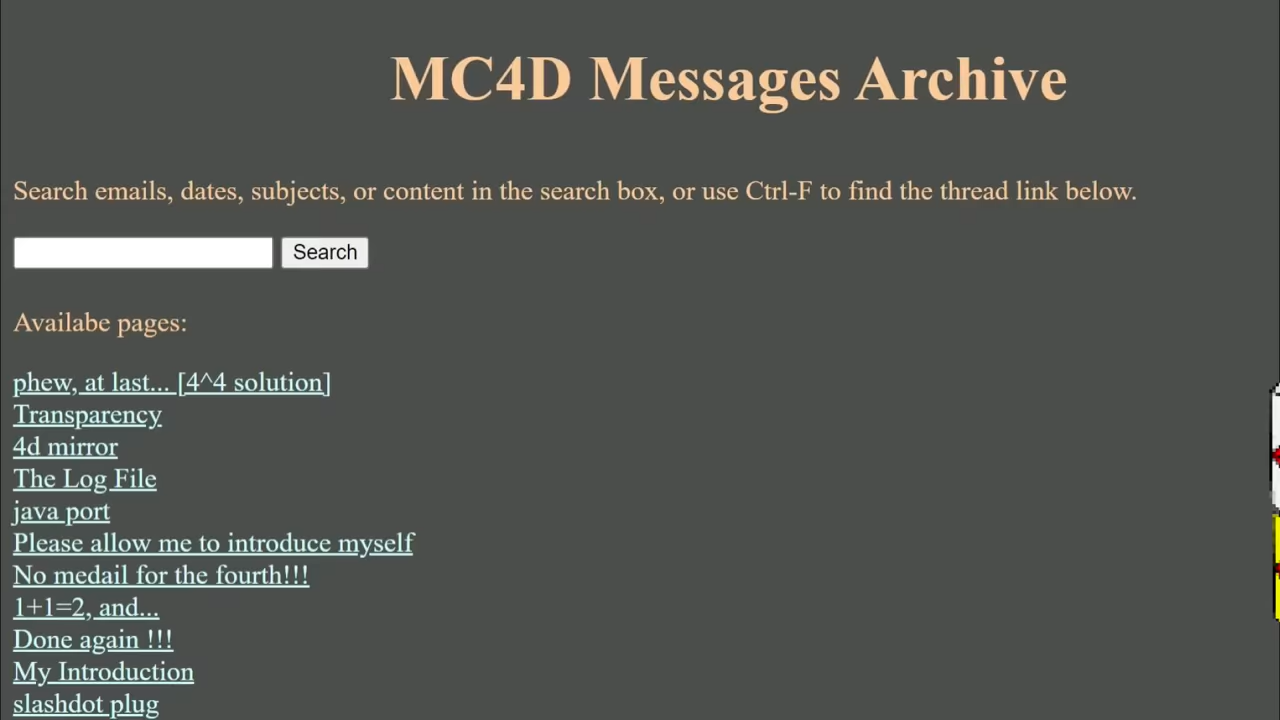 MC4D Messages Archive
Search emails, dates, subjects, or content in the search box, or use Ctrl-F to find the thread link below.
Search
Availabe pages:
phew, at last... [4^4 solution]
Transparency
4d mirror
The Log File
java port
Please allow me to introduce myself
No medail for the fourth!!!
1+1=2, and...
Done again !!!
My Introduction
slashdot plug